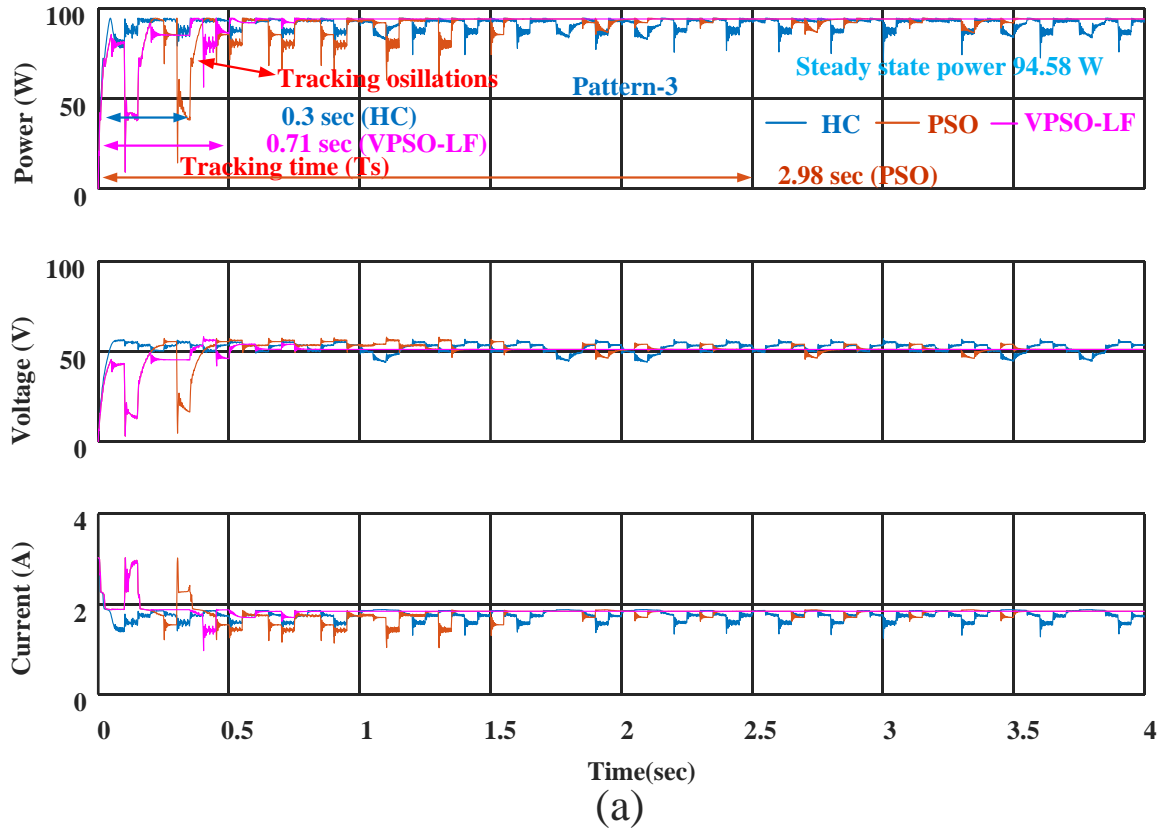 100
50
0
Power (W)
Tracking osillations
Steady state power 94.58 W
Pattern-3
0.3 sec (HC)
HC
PSO
VPSO-LF
0.71 sec (VPSO-LF)
Tracking time (Ts)
2.98 sec (PSO)
100
50
0
Voltage (V)
4
2
0
Current (A)
0 0.5 1 1.5 2 2.5 3 3.5 4
Time(sec)
(a)